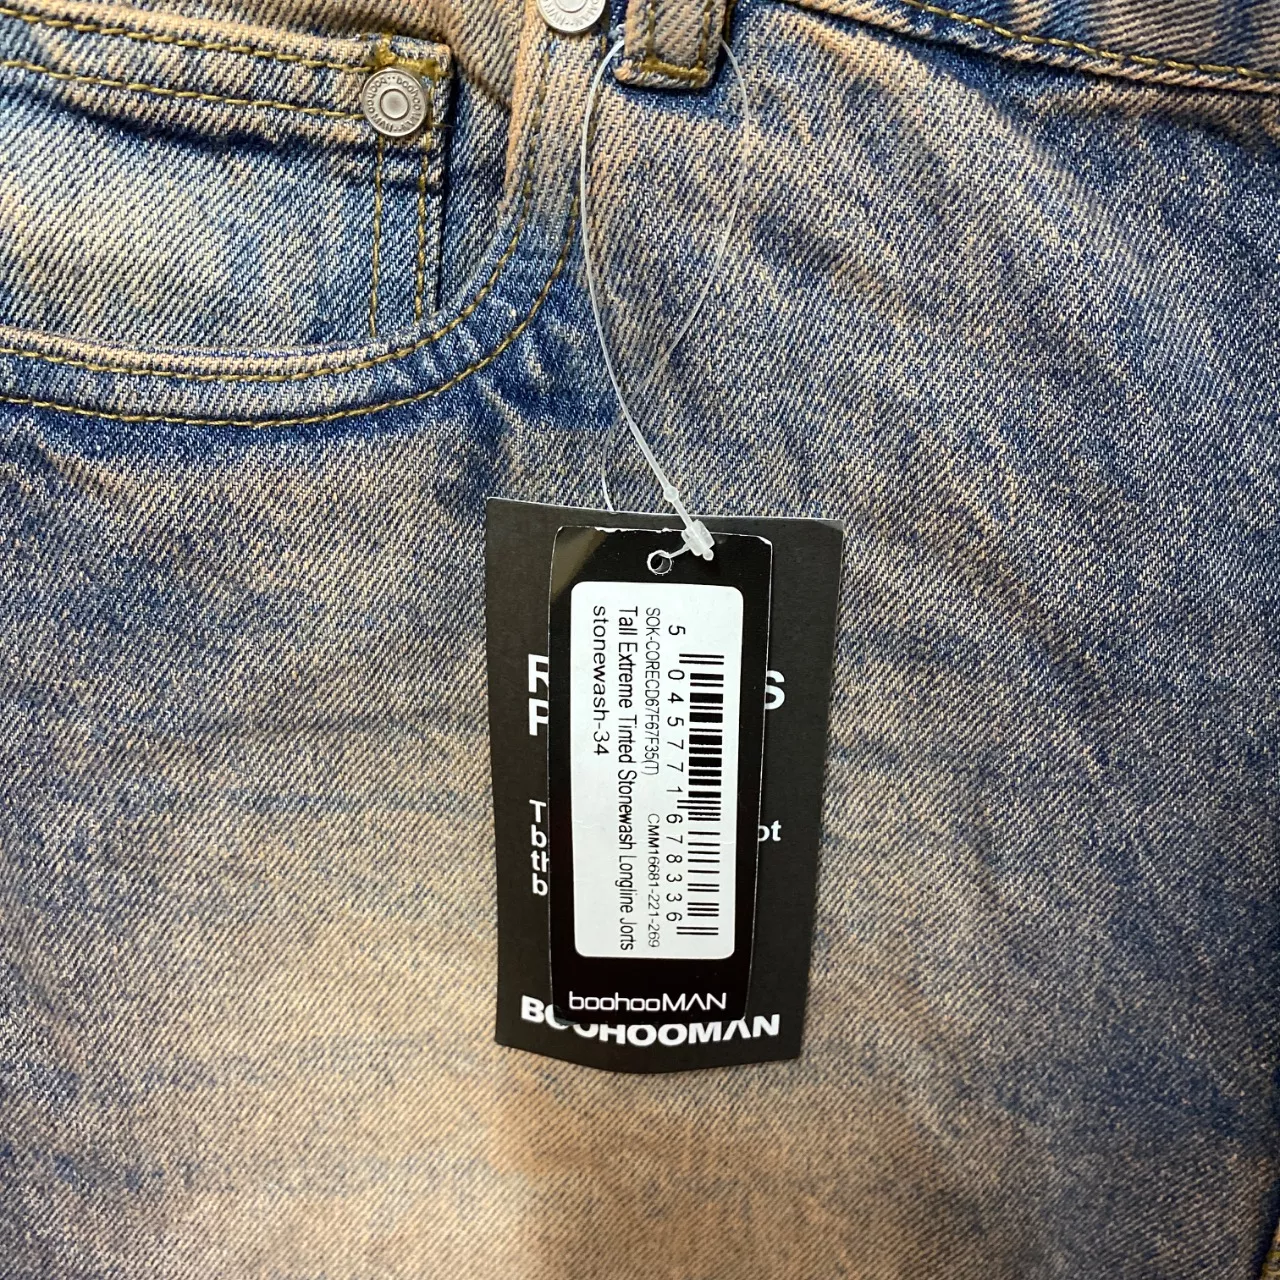 5 045771 678336
SOK-CORECD67F67F35(T) CMM16681-221-269
Tall Extreme Tinted Stonewash Longline Jorts
stonewash-34
boohooMAN
BOOHOOMAN